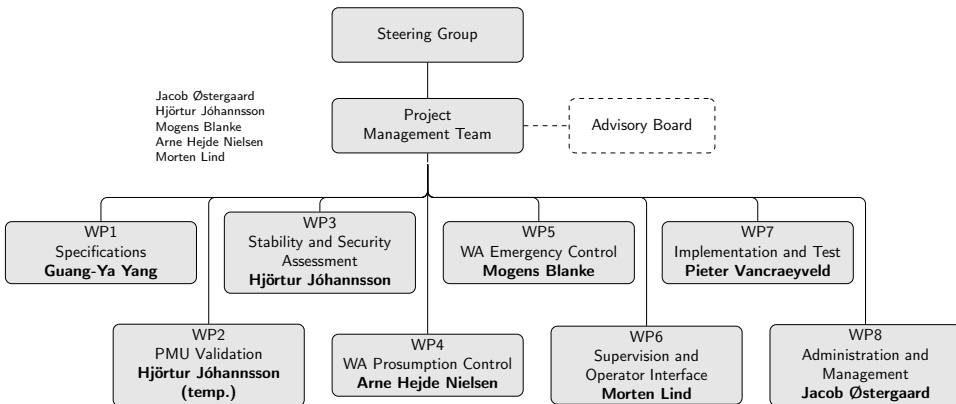 Steering Group
Jacob Østergaard
Hjörtur Jóhannsson
Mogens Blanke
Arne Hejde Nielsen
Morten Lind
Project
Management Team
Advisory Board
WP1
Specifications
Guang-Ya Yang
WP3
Stability and Security
Assessment
Hjörtur Jóhannsson
WP5
WA Emergency Control
Mogens Blanke
WP7
Implementation and Test
Pieter Vancraeyveld
WP2
PMU Validation
Hjörtur Jóhannsson
(temp.)
WP4
WA Prosumption Control
Arne Hejde Nielsen
WP6
Supervision and
Operator Interface
Morten Lind
WP8
Administration and
Management
Jacob Østergaard